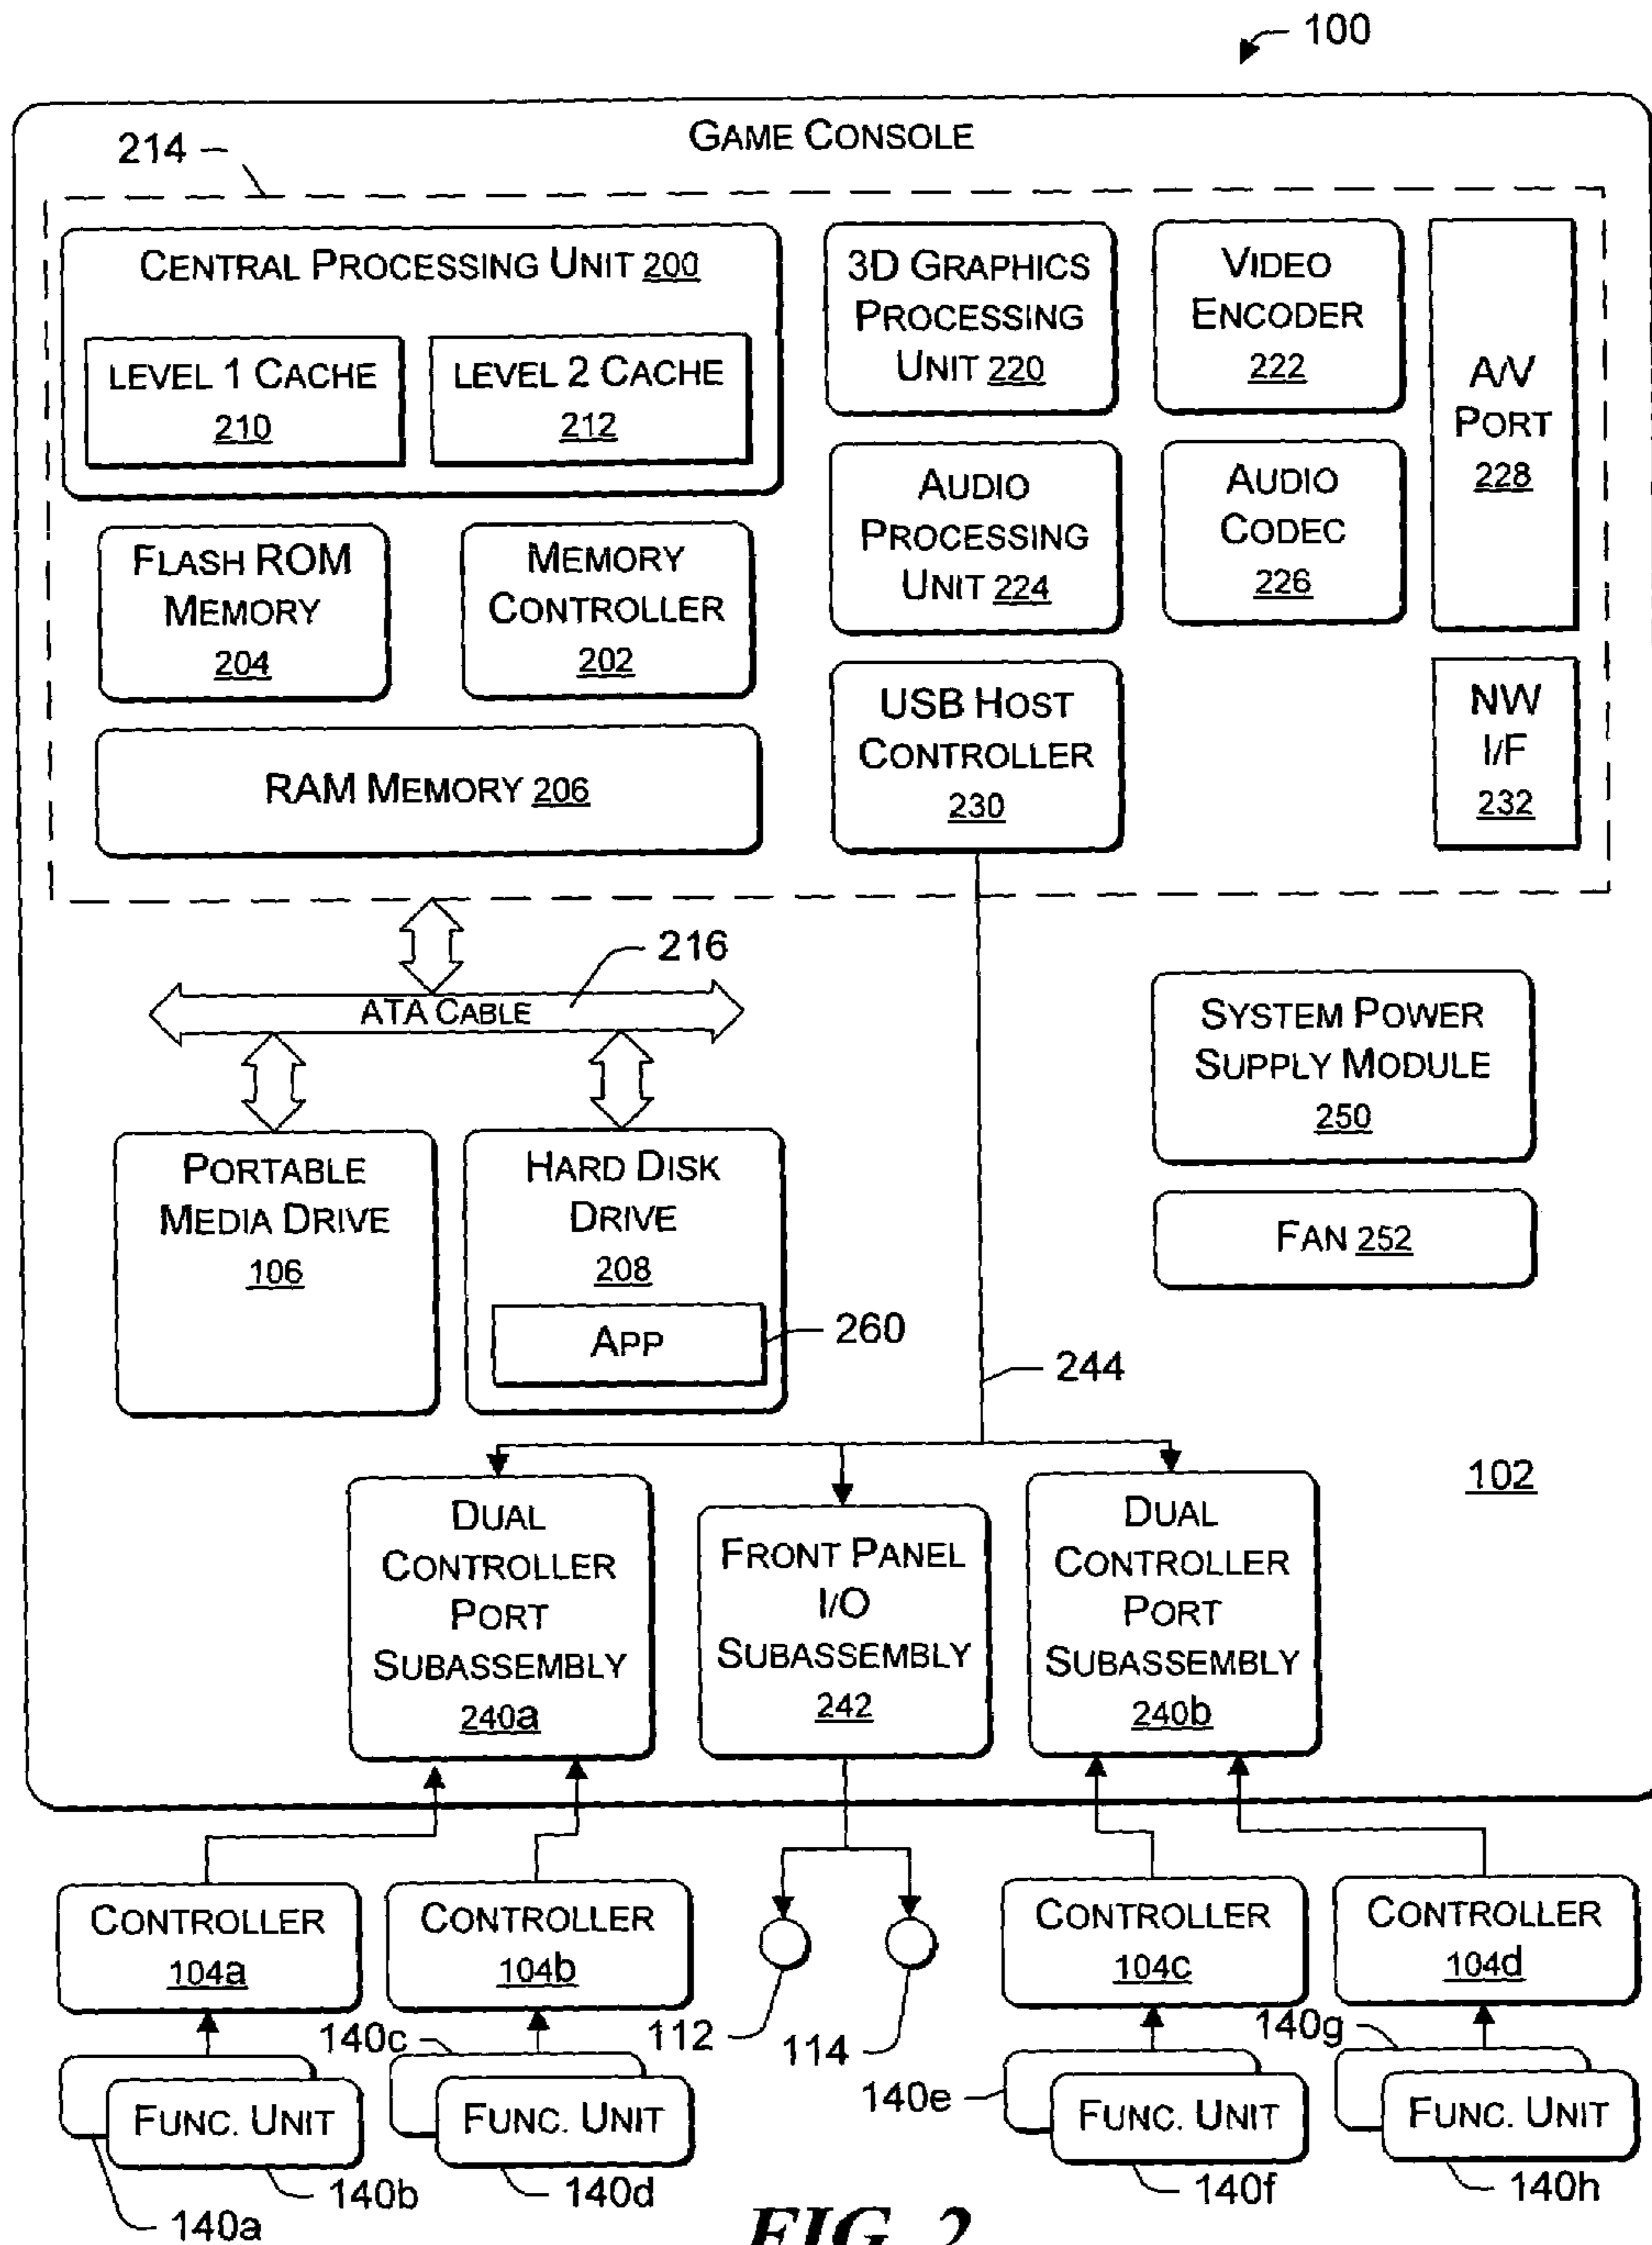 100
GAME CONSOLE
214
CENTRAL PROCESSING UNIT 200
LEVEL 1 CACHE
210
LEVEL 2 CACHE
212
3D GRAPHICS
PROCESSING
UNIT 220
VIDEO
ENCODER
222
A/V
PORT
228
FLASH ROM
MEMORY
204
MEMORY
CONTROLLER
202
AUDIO
PROCESSING
UNIT 224
AUDIO
CODEC
226
RAM MEMORY 206
USB HOST
CONTROLLER
230
NW
I/F
232
216
ATA CABLE
SYSTEM POWER
SUPPLY MODULE
250
PORTABLE
MEDIA DRIVE
106
HARD DISK
DRIVE
208
APP
260
FAN 252
244
102
DUAL
CONTROLLER
PORT
SUBASSEMBLY
240a
FRONT PANEL
I/O
SUBASSEMBLY
242
DUAL
CONTROLLER
PORT
SUBASSEMBLY
240b
CONTROLLER
104a
CONTROLLER
104b
CONTROLLER
104c
CONTROLLER
104d
112
114
140c
140g
140e
FUNC. UNIT
FUNC. UNIT
FUNC. UNIT
FUNC. UNIT
140b
140d
140f
140h
140a
FIG. 2